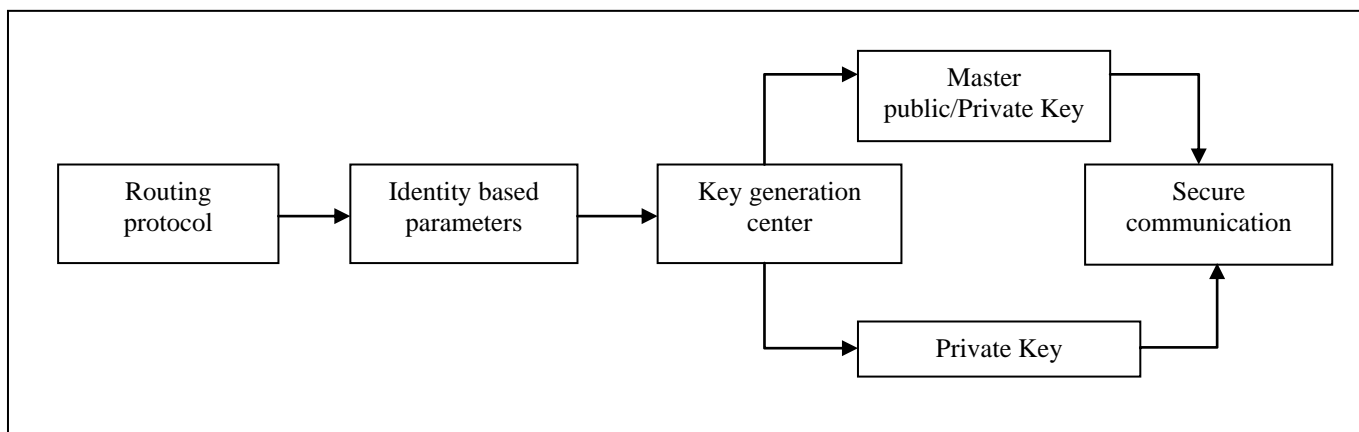 Master
public/Private Key
Routing
protocol
Identity based
parameters
Key generation
center
Secure
communication
Private Key